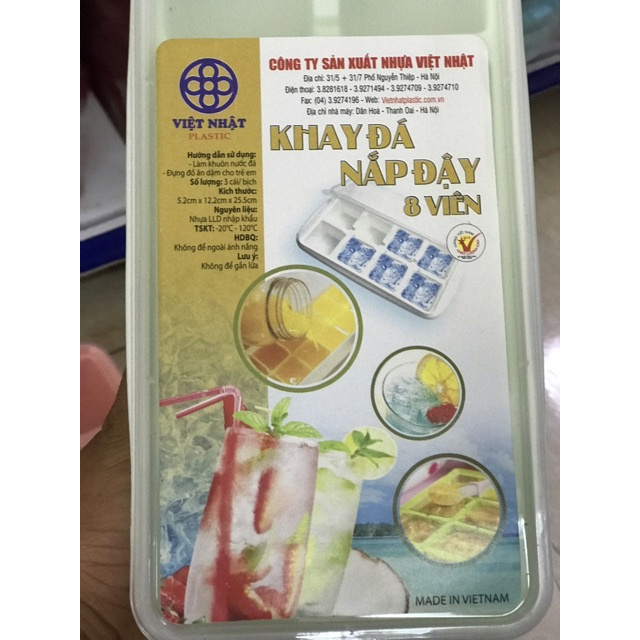 VIỆT NHẬT
PLASTIC
CÔNG TY SẢN XUẤT NHỰA VIỆT NHẬT
Địa chỉ: 31/5 + 31/7 Phố Nguyễn Thiệp - Hà Nội
Điện thoại: 3.8281618 - 3.9271494 - 3.9274709 - 3.9274710
Fax: (04) 3.9274196 - Web: Vietnhatplastic.com.vn
Địa chỉ nhà máy: Dân Hoà - Thanh Oai - Hà Nội
KHAY ĐÁ
NẮP ĐẬY
8 VIÊN
Hướng dẫn sử dụng:
- Làm khuôn nước đá
- Đựng đồ ăn dặm cho trẻ em
Số lượng: 3 cái/ bịch
Kích thước:
5.2cm x 12.2cm x 25.5cm
Nguyên liệu:
Nhựa LLD nhập khẩu
TSKT: -20°C - 120°C
HDBQ:
Không để ngoài ánh nắng
Lưu ý:
Không để gần lửa
MADE IN VIETNAM